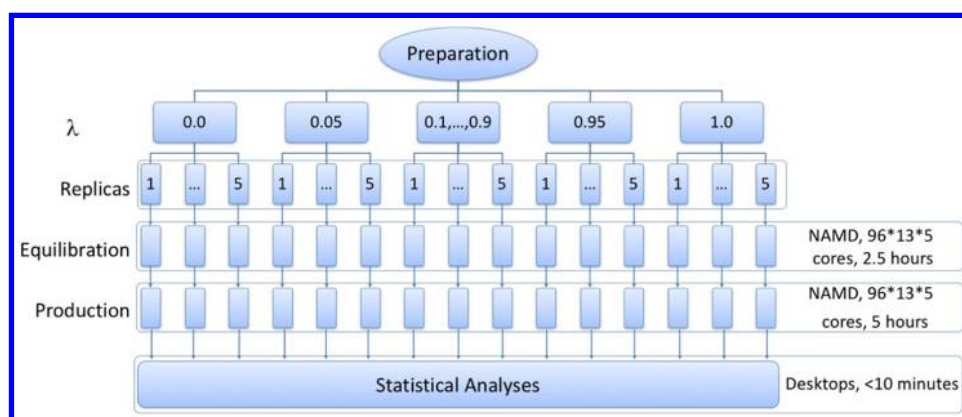 Preparation
λ
0.0 0.05 0.1,...,0.9 0.95 1.0
Replicas 1 ... 5 1 ... 5 1 ... 5 1 ... 5 1 ... 5
Equilibration
NAMD, 96*13*5
cores, 2.5 hours
Production
NAMD, 96*13*5
cores, 5 hours
Statistical Analyses
Desktops, <10 minutes